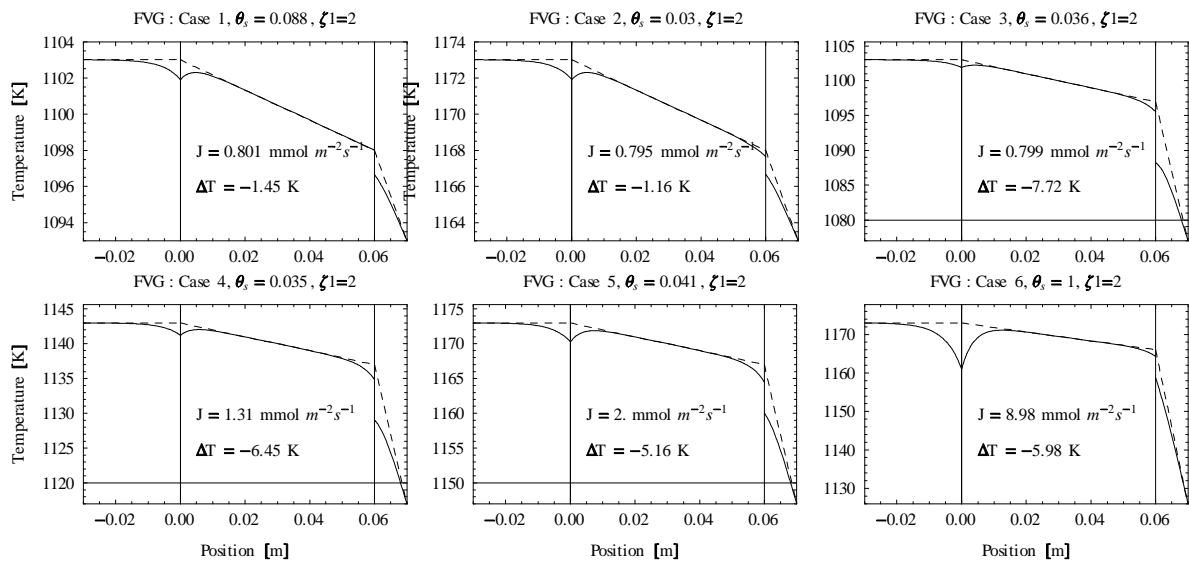 FVG : Case 1, θs = 0.088, ζ1=2
FVG : Case 2, θs = 0.03, ζ1=2
FVG : Case 3, θs = 0.036, ζ1=2
Temperature [K]
1104
1102
1100
1098
1096
1094
J = 0.801 mmol m−2s−1
ΔT = −1.45 K
−0.02 0.00 0.02 0.04 0.06
Temperature [K]
1174
1172
1170
1168
1166
1164
J = 0.795 mmol m−2s−1
ΔT = −1.16 K
−0.02 0.00 0.02 0.04 0.06
1105
1100
1095
1090
1085
1080
J = 0.799 mmol m−2s−1
ΔT = −7.72 K
−0.02 0.00 0.02 0.04 0.06
FVG : Case 4, θs = 0.035, ζ1=2
FVG : Case 5, θs = 0.041, ζ1=2
FVG : Case 6, θs = 1, ζ1=2
Temperature [K]
1145
1140
1135
1130
1125
1120
J = 1.31 mmol m−2s−1
ΔT = −6.45 K
−0.02 0.00 0.02 0.04 0.06
Position [m]
1175
1170
1165
1160
1155
1150
J = 2. mmol m−2s−1
ΔT = −5.16 K
−0.02 0.00 0.02 0.04 0.06
Position [m]
1170
1160
1150
1140
1130
J = 8.98 mmol m−2s−1
ΔT = −5.98 K
−0.02 0.00 0.02 0.04 0.06
Position [m]